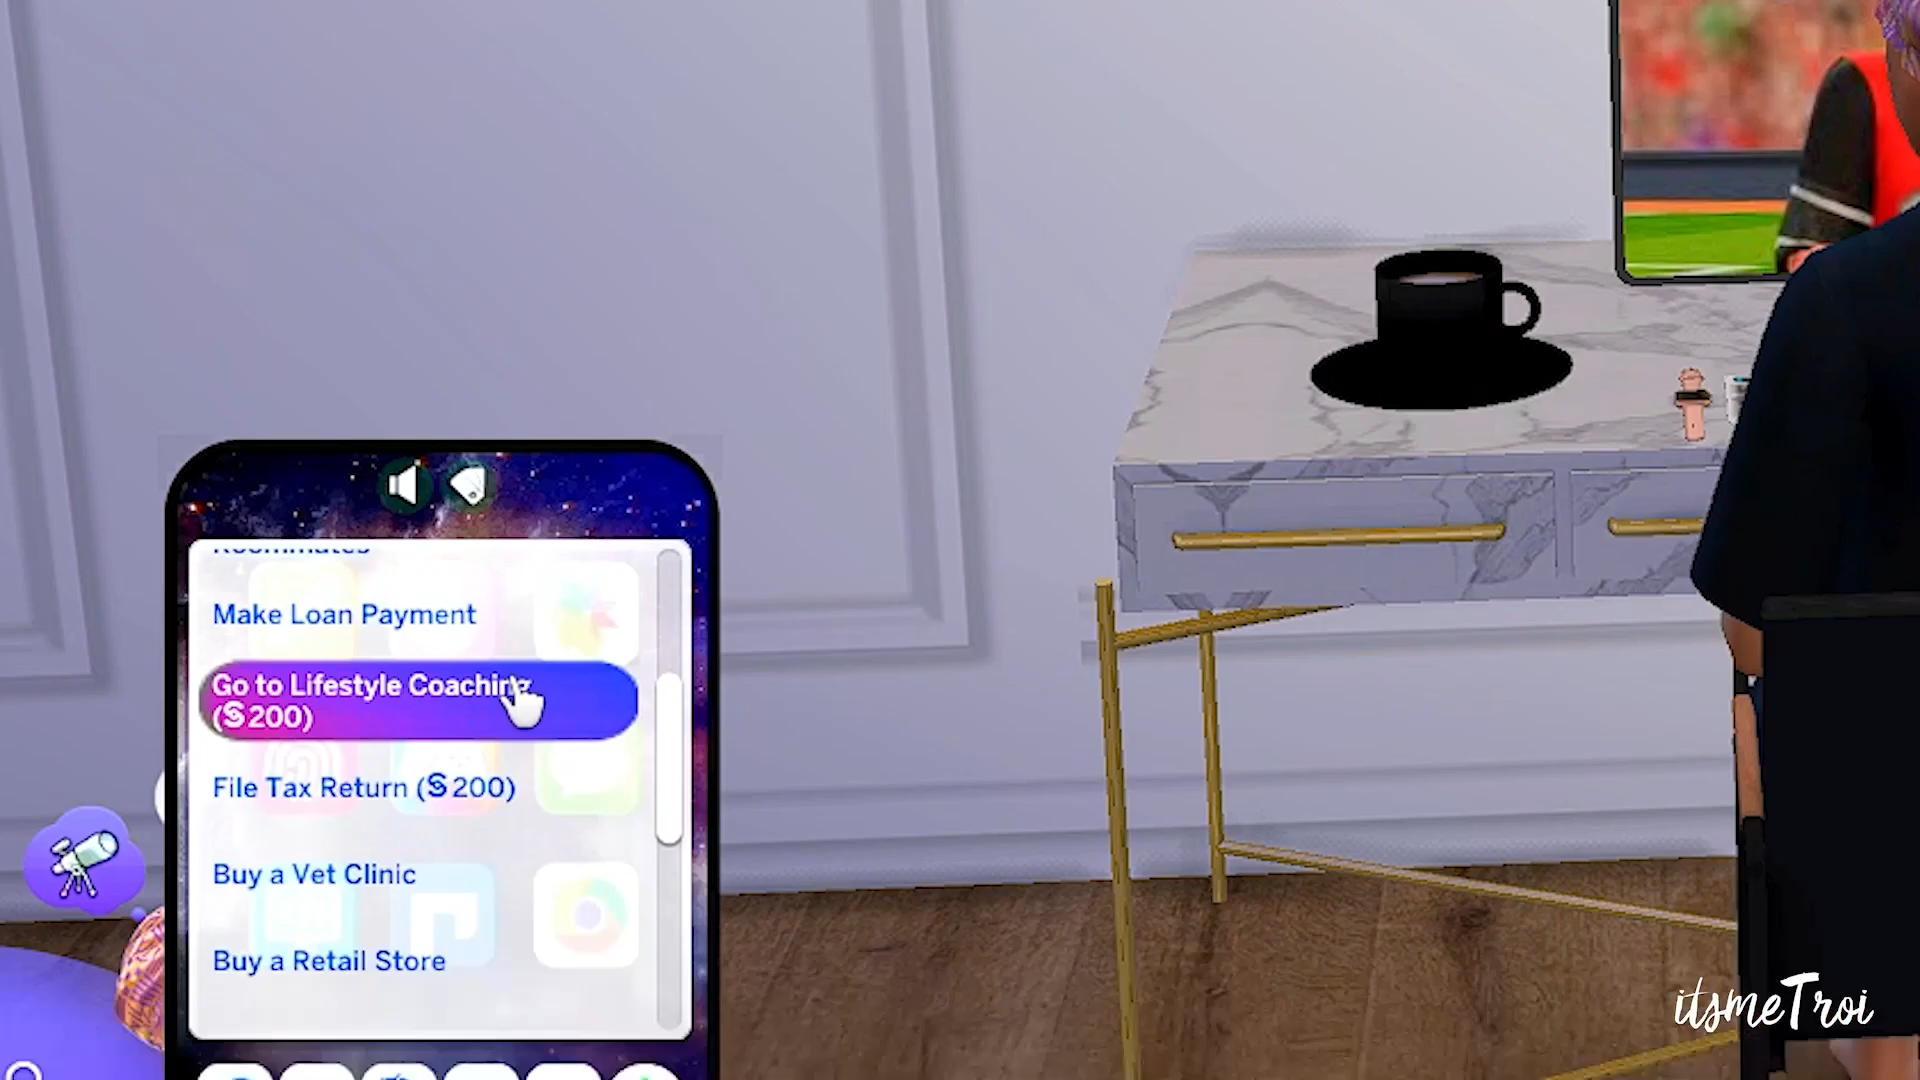 Roommates
Make Loan Payment
Go to Lifestyle Coaching
(§200)
File Tax Return (§200)
Buy a Vet Clinic
Buy a Retail Store
itsmeTroi